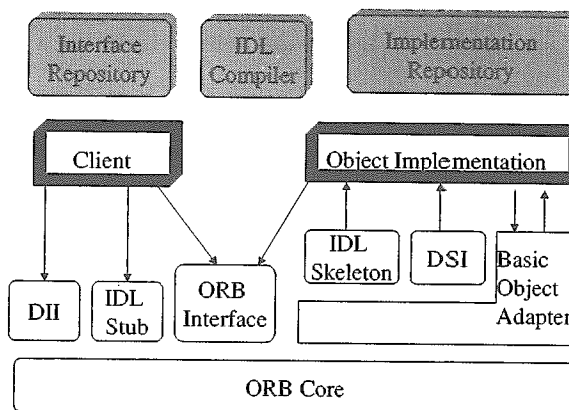 Interface
Repository
IDL
Compiler
Implementation
Repository
Client
Object Implementation
DII
IDL
Stub
ORB
Interface
IDL
Skeleton
DSI
Basic
Object
Adapter
ORB Core